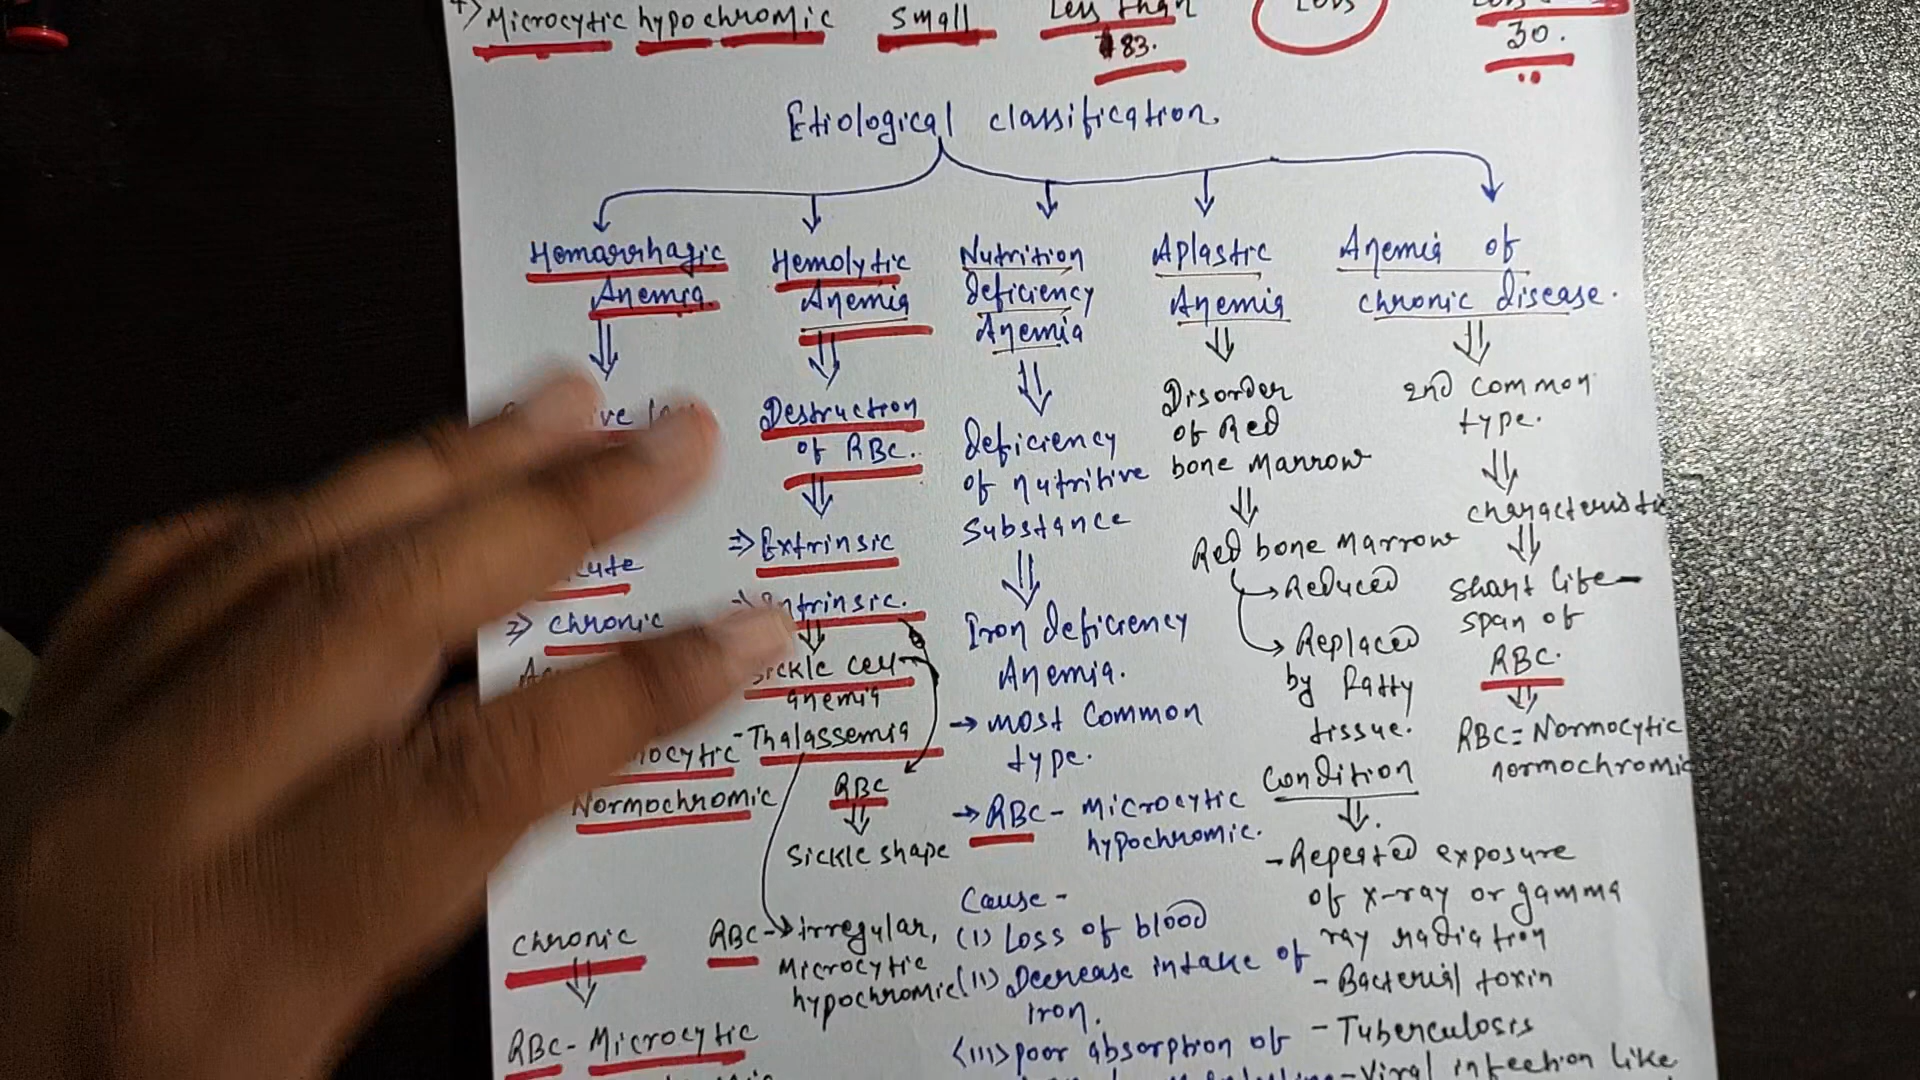 Microcytic hypochromic small Less than
83.
30.
Etiological classification.
Hemarrhagic
Anemia.
chronic
Normochromic
chronic
RBC- Microcytic
Hemolytic
Anemia
Destruction
of RBC.
=> Extrinsic
Intrinsic.
Sickle cell
anemia
-Thalassemia
RBC
Sickle shape
RBC-> irregular,
Microcytic
hypochromic
Nutrition
deficiency
Anemia
deficiency
of nutritive
substance
Iron deficiency
Anemia.
→ most common
type.
→ RBC- Microcytic
hypochromic.
Cause-
(I) Loss of blood
(II) Decrease intake of
iron.
(III) poor absorption of
Aplastic
Anemia
Disorder
of Red
bone marrow
Red bone marrow
→ Reduced
→ Replaced
by Fatty
tissue.
Condition
- Repeated exposure
of x-ray or gamma
ray radiation
- Bacterial toxin
- Tuberculosis
- Viral infection like
Anemia of
chronic disease.
2nd common
type.
characteristic
short life-
span of
RBC.
RBC= Normocytic
normochromic